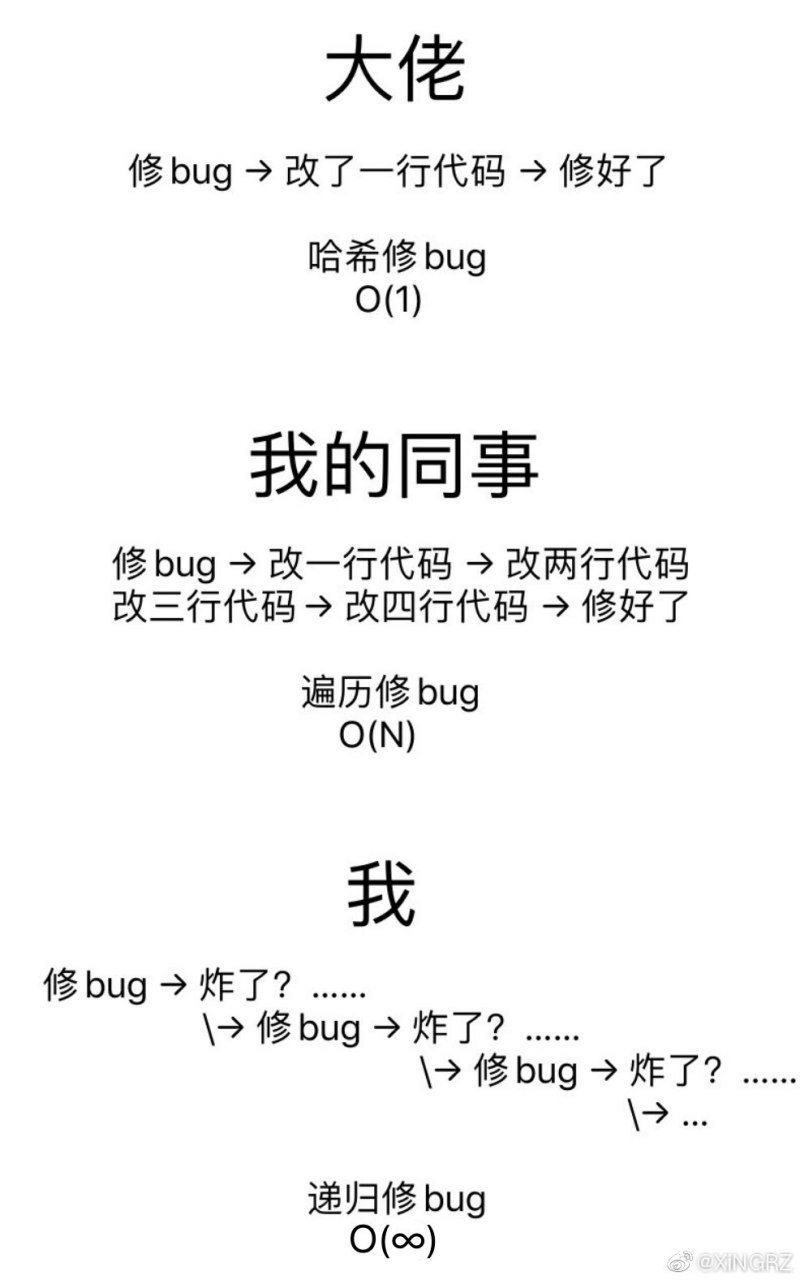 大佬
修bug → 改了一行代码 → 修好了
哈希修bug
O(1)
我的同事
修bug → 改一行代码 → 改两行代码
改三行代码 → 改四行代码 → 修好了
遍历修bug
O(N)
我
修bug → 炸了？……
\→ 修bug → 炸了？……
\→ 修bug → 炸了？……
\→ ...
递归修bug
O(∞)
@XINGRZ